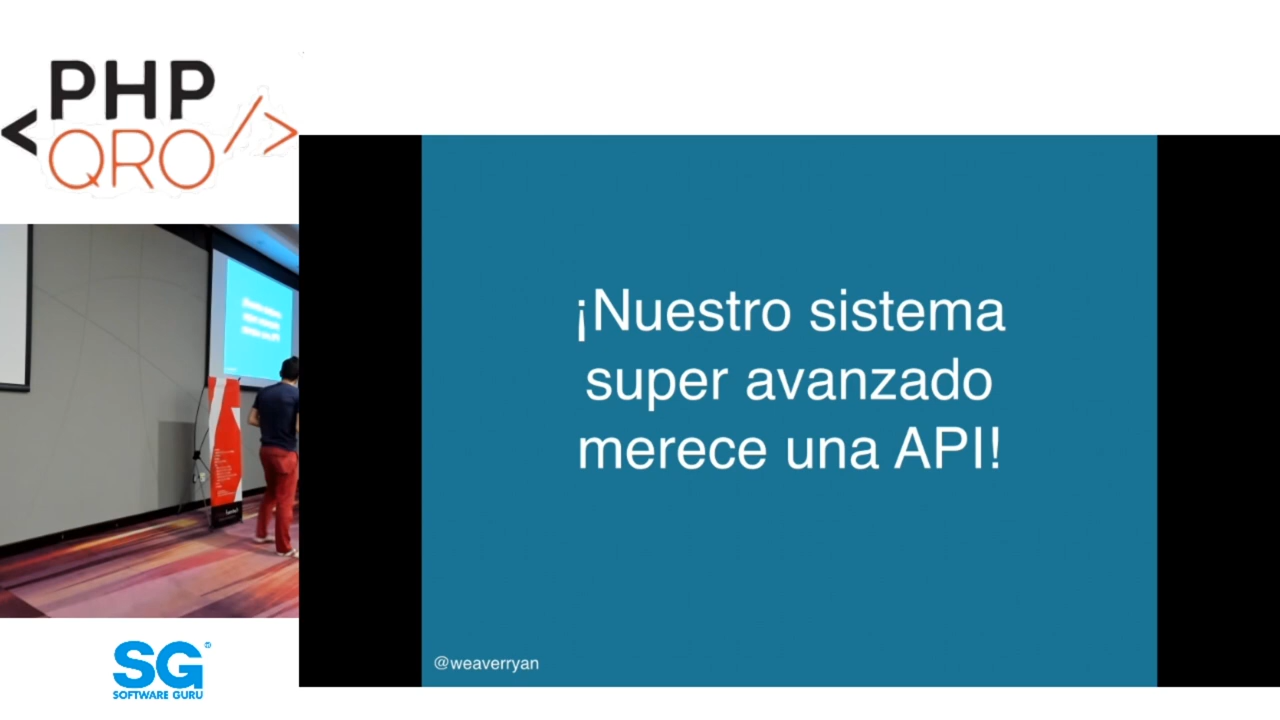 PHP
QRO
¡Nuestro sistema
super avanzado
merece una API!
@weaverryan
SG®
SOFTWARE GURU